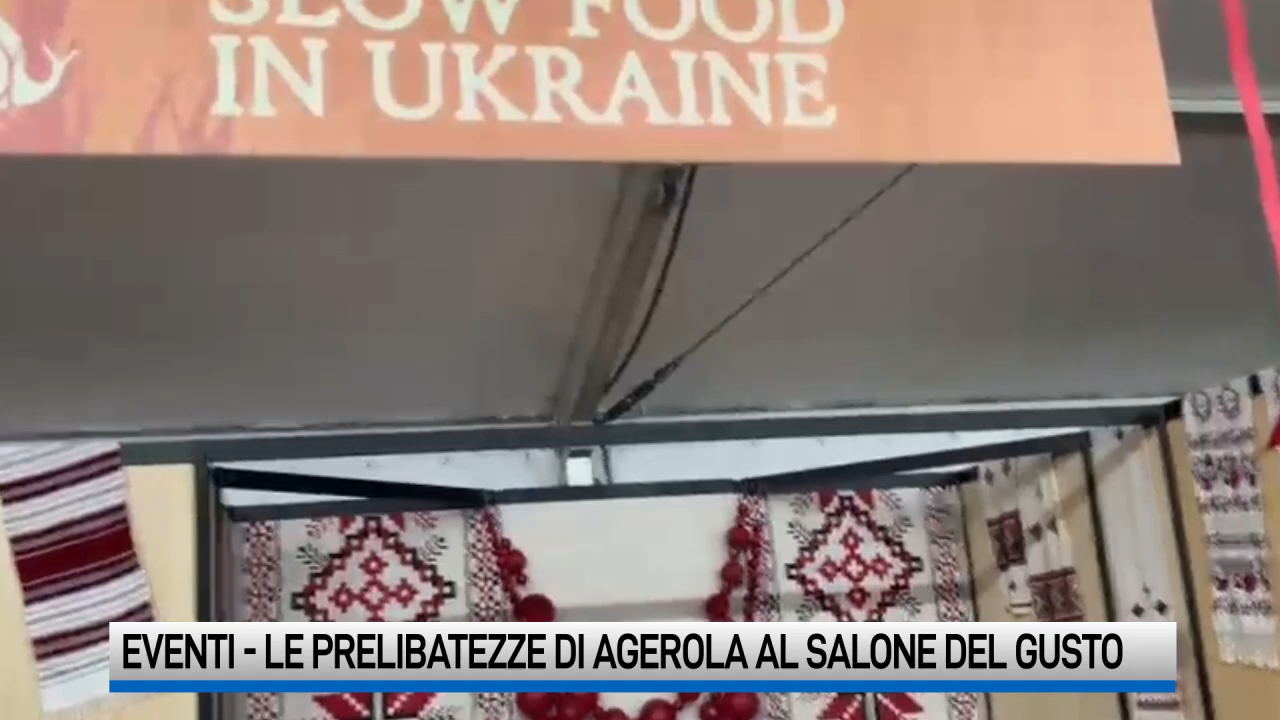 SLOW FOOD
IN UKRAINE
EVENTI - LE PRELIBATEZZE DI AGEROLA AL SALONE DEL GUSTO